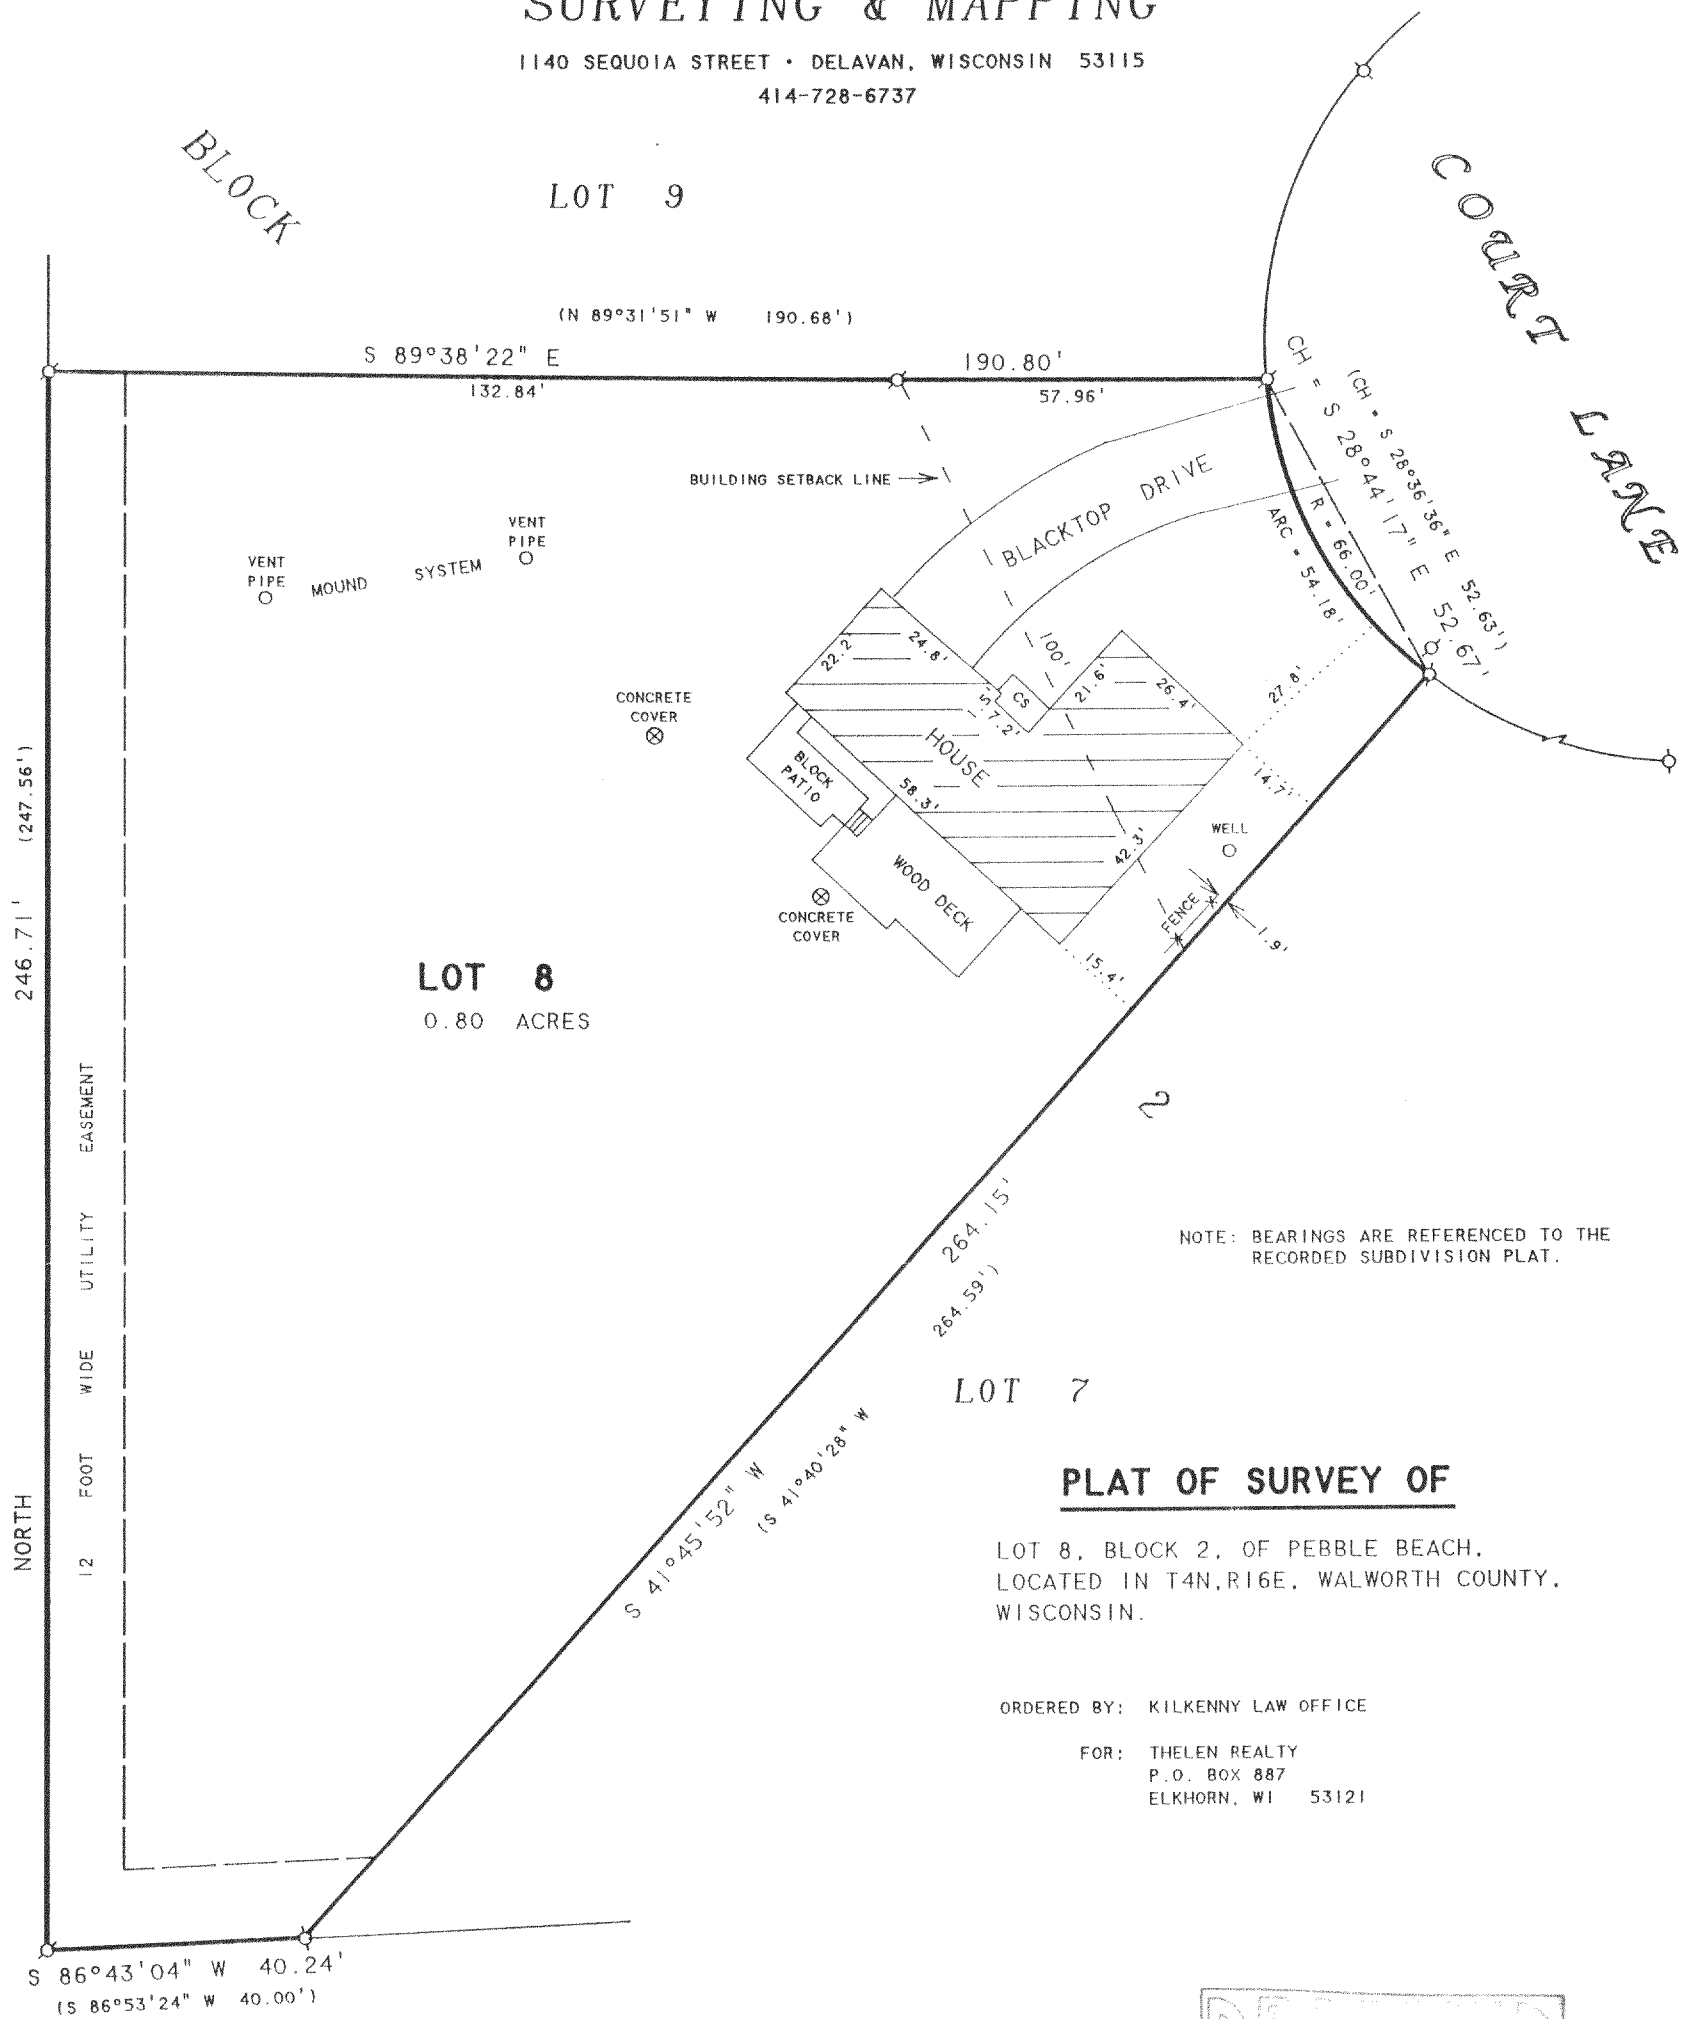 SURVEYING & MAPPING
1140 SEQUOIA STREET • DELAVAN, WISCONSIN 53115
414-728-6737
BLOCK
LOT 9
COURT LANE
(N 89°31'51" W 190.68')
S 89°38'22" E
190.80'
132.84'
57.96'
CH = S 28°44'17" E 52.67'
(CH = S 28°36'36" E 52.63')
R = 66.00'
ARC = 54.18'
BUILDING SETBACK LINE
BLACKTOP DRIVE
VENT
PIPE
VENT
PIPE
MOUND SYSTEM
100'
22.2'
24.8'
CS
21.6'
26.4'
7.2'
27.8'
CONCRETE
COVER
HOUSE
BLOCK
PATIO
58.3'
14.7'
WELL
42.3'
WOOD DECK
FENCE
1.9'
CONCRETE
COVER
15.4'
246.71' (247.56')
LOT 8
0.80 ACRES
2
12 FOOT WIDE UTILITY EASEMENT
NORTH
264.15'
264.59')
NOTE: BEARINGS ARE REFERENCED TO THE
RECORDED SUBDIVISION PLAT.
LOT 7
S 41°45'52" W
(S 41°40'28" W
PLAT OF SURVEY OF
LOT 8, BLOCK 2, OF PEBBLE BEACH,
LOCATED IN T4N,R16E, WALWORTH COUNTY,
WISCONSIN.
ORDERED BY: KILKENNY LAW OFFICE
FOR: THELEN REALTY
P.O. BOX 887
ELKHORN, WI 53121
S 86°43'04" W 40.24'
(S 86°53'24" W 40.00')